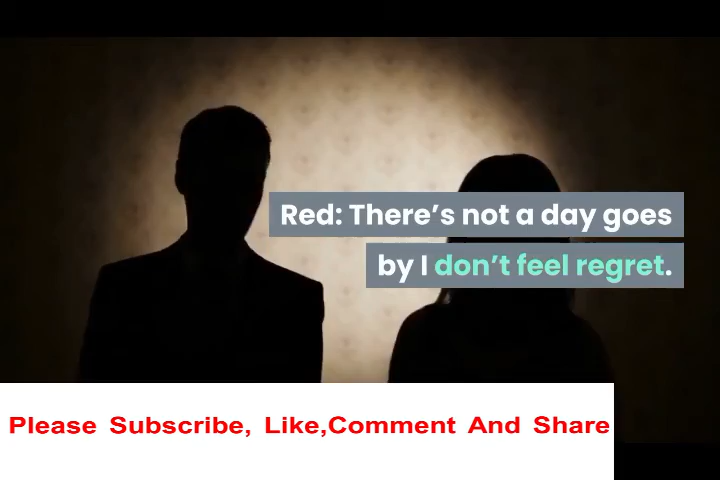 Red: There’s not a day goes
by I don’t feel regret.
Please Subscribe, Like,Comment And Share